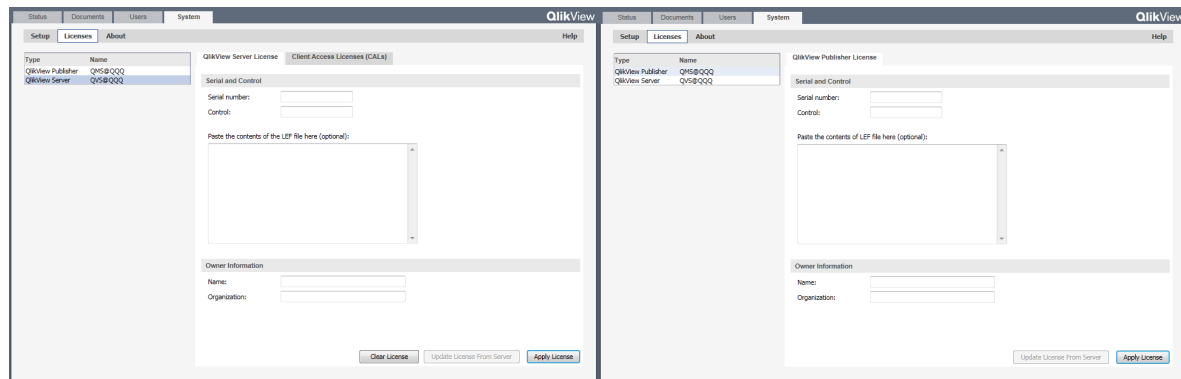 Status Documents Users System QlikView
Setup Licenses About Help
Type Name
QlikView Publisher QMS@QQQ
QlikView Server QVS@QQQ
QlikView Server License Client Access Licenses (CALs)
Serial and Control
Serial number:
Control:
Paste the contents of the LEF file here (optional):
Owner Information
Name:
Organization:
Clear License Update License From Server Apply License
Status Documents Users System QlikView
Setup Licenses About Help
Type Name
QlikView Publisher QMS@QQQ
QlikView Server QVS@QQQ
QlikView Publisher License
Serial and Control
Serial number:
Control:
Paste the contents of LEF file here (optional):
Owner Information
Name:
Organization:
Update License From Server Apply License